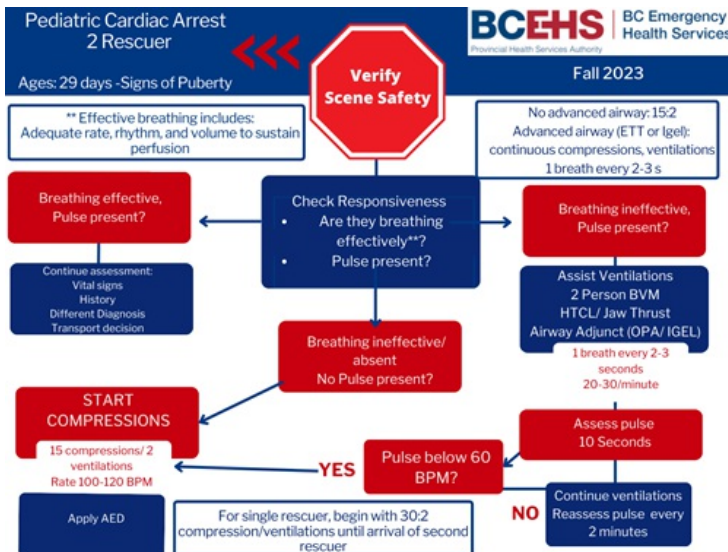 Pediatric Cardiac Arrest
2 Rescuer
Ages: 29 days -Signs of Puberty
Verify
Scene Safety
BCEHS
Provincial Health Services Authority
BC Emergency
Health Services
Fall 2023
** Effective breathing includes:
Adequate rate, rhythm, and volume to sustain
perfusion
No advanced airway: 15:2
Advanced airway (ETT or Igel):
continuous compressions, ventilations
1 breath every 2-3 s
Breathing effective,
Pulse present?
Check Responsiveness
• Are they breathing
effectively**?
• Pulse present?
Breathing ineffective,
Pulse present?
Continue assessment:
Vital signs
History
Different Diagnosis
Transport decision
Assist Ventilations
2 Person BVM
HTCL/ Jaw Thrust
Airway Adjunct (OPA/ IGEL)
1 breath every 2-3
seconds
20-30/minute
Breathing ineffective/
absent
No Pulse present?
START
COMPRESSIONS
15 compressions/ 2
ventilations
Rate 100-120 BPM
Apply AED
Assess pulse
10 Seconds
Pulse below 60
BPM?
YES
NO
Continue ventilations
Reassess pulse every
2 minutes
For single rescuer, begin with 30:2
compression/ventilations until arrival of second
rescuer